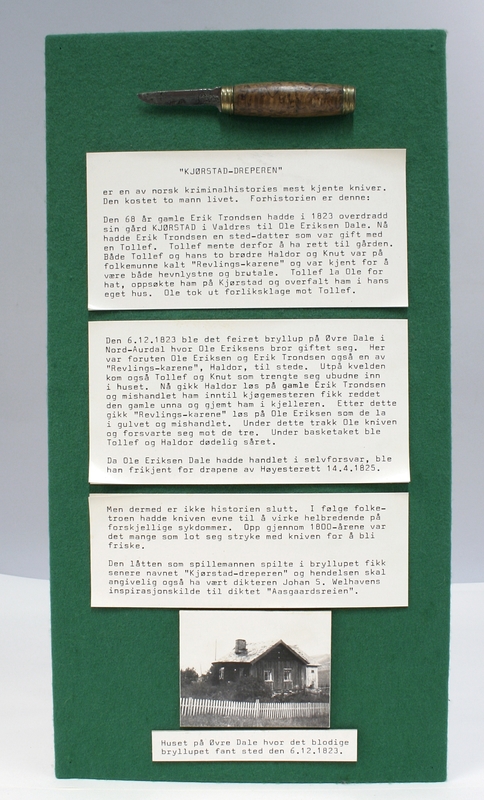 "KJØRSTAD-DREPEREN"
er en av norsk kriminalhistories mest kjente kniver.
Den kostet to mann livet.  Forhistorien er denne:
Den 68 år gamle Erik Trondsen hadde i 1823 overdradd
sin gård KJØRSTAD i Valdres til Ole Eriksen Dale. Nå
hadde Erik Trondsen en sted-datter som var gift med
en Tollef.  Tollef mente derfor å ha rett til gården.
Både Tollef og hans to brødre Haldor og Knut var på
folkemunne kalt "Revlings-karene" og var kjent for å
være både hevnlystne og brutale.  Tollef la Ole for
hat, oppsøkte ham på Kjørstad og overfalt ham i hans
eget hus.  Ole tok ut forliksklage mot Tollef.
Den 6.12.1823 ble det feiret bryllup på Øvre Dale i
Nord-Aurdal hvor Ole Eriksens bror giftet seg.  Her
var foruten Ole Eriksen og Erik Trondsen også en av
"Revlings-karene", Haldor, til stede.  Utpå kvelden
kom også Tollef og Knut som trengte seg ubudne inn
i huset.  Nå gikk Haldor løs på gamle Erik Trondsen
og mishandlet ham inntil kjøgemesteren fikk reddet
den gamle unna og gjemt ham i kjelleren.  Etter dette
gikk "Revlings-karene" løs på Ole Eriksen som de la
i gulvet og mishandlet.  Under dette trakk Ole kniven
og forsvarte seg mot de tre.  Under basketaket ble
Tollef og Haldor dødelig såret.
Da Ole Eriksen Dale hadde handlet i selvforsvar, ble
han frikjent for drapene av Høyesterett 14.4.1825.
Men dermed er ikke historien slutt.  I følge folke-
troen hadde kniven evne til å virke helbredende på
forskjellige sykdommer.  Opp gjennom 1800-årene var
det mange som lot seg stryke med kniven for å bli
friske.
Den låtten som spillemannen spilte i bryllupet fikk
senere navnet "Kjørstad-dreperen" og hendelsen skal
angivelig også ha vært dikteren Johan S. Welhavens
inspirasjonskilde til diktet "Aasgaardsreien".
Huset på Øvre Dale hvor det blodige
bryllupet fant sted den 6.12.1823.